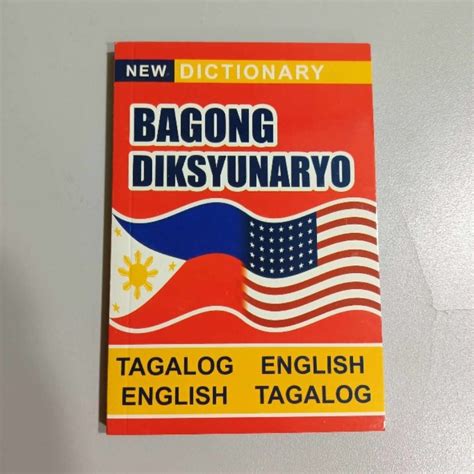 NEW DICTIONARY
BAGONG
DIKSYUNARYO
TAGALOG ENGLISH
ENGLISH TAGALOG